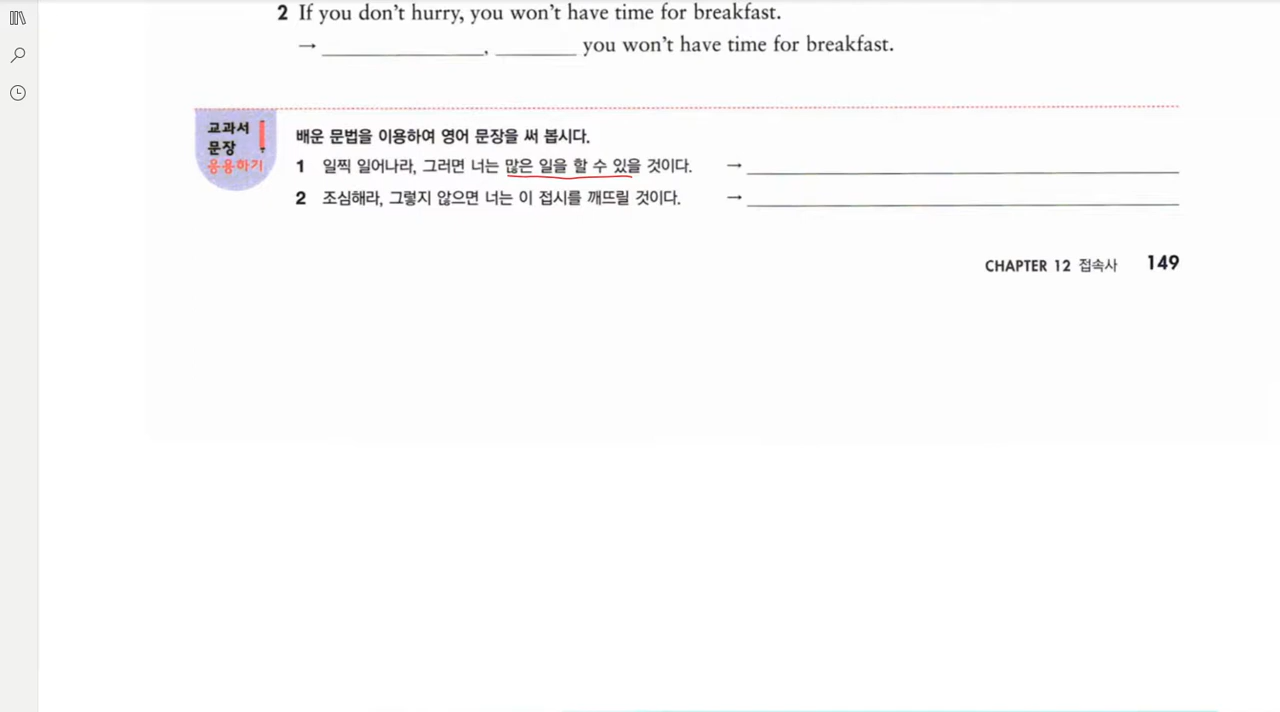 2 If you don't hurry, you won't have time for breakfast.
→ ____________, ______ you won't have time for breakfast.
교과서
문장
응용하기
배운 문법을 이용하여 영어 문장을 써 봅시다.
1 일찍 일어나라, 그러면 너는 많은 일을 할 수 있을 것이다. →
2 조심해라, 그렇지 않으면 너는 이 접시를 깨뜨릴 것이다. →
CHAPTER 12 접속사 149